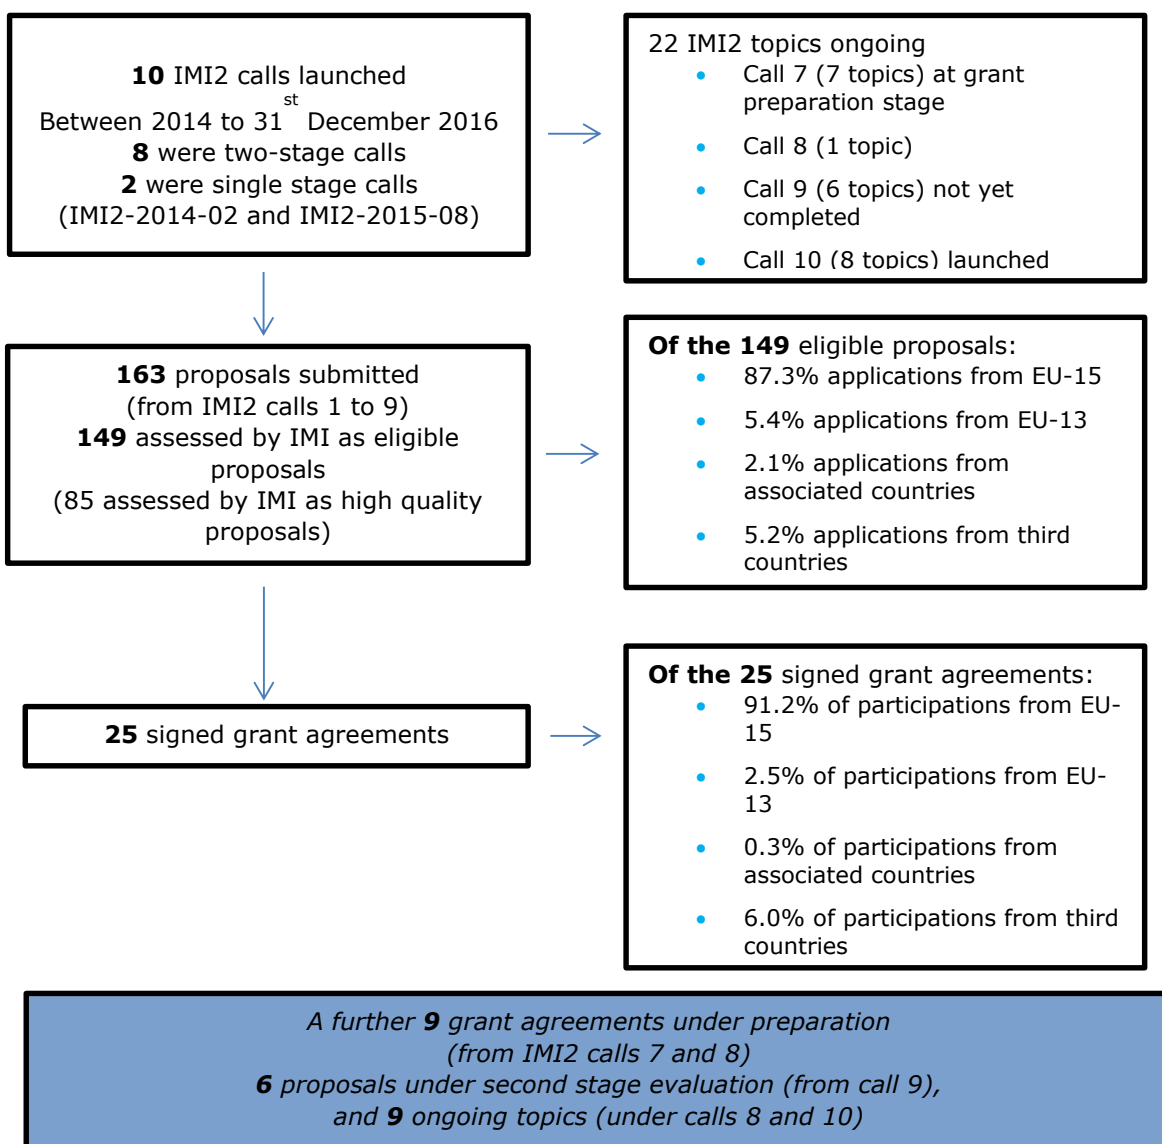 10 IMI2 calls launched
Between 2014 to 31st December 2016
8 were two-stage calls
2 were single stage calls
(IMI2-2014-02 and IMI2-2015-08)
22 IMI2 topics ongoing
• Call 7 (7 topics) at grant
preparation stage
• Call 8 (1 topic)
• Call 9 (6 topics) not yet
completed
• Call 10 (8 topics) launched
163 proposals submitted
(from IMI2 calls 1 to 9)
149 assessed by IMI as eligible
proposals
(85 assessed by IMI as high quality
proposals)
Of the 149 eligible proposals:
• 87.3% applications from EU-15
• 5.4% applications from EU-13
• 2.1% applications from
associated countries
• 5.2% applications from third
countries
25 signed grant agreements
Of the 25 signed grant agreements:
• 91.2% of participations from EU-
15
• 2.5% of participations from EU-
13
• 0.3% of participations from
associated countries
• 6.0% of participations from third
countries
A further 9 grant agreements under preparation
(from IMI2 calls 7 and 8)
6 proposals under second stage evaluation (from call 9),
and 9 ongoing topics (under calls 8 and 10)